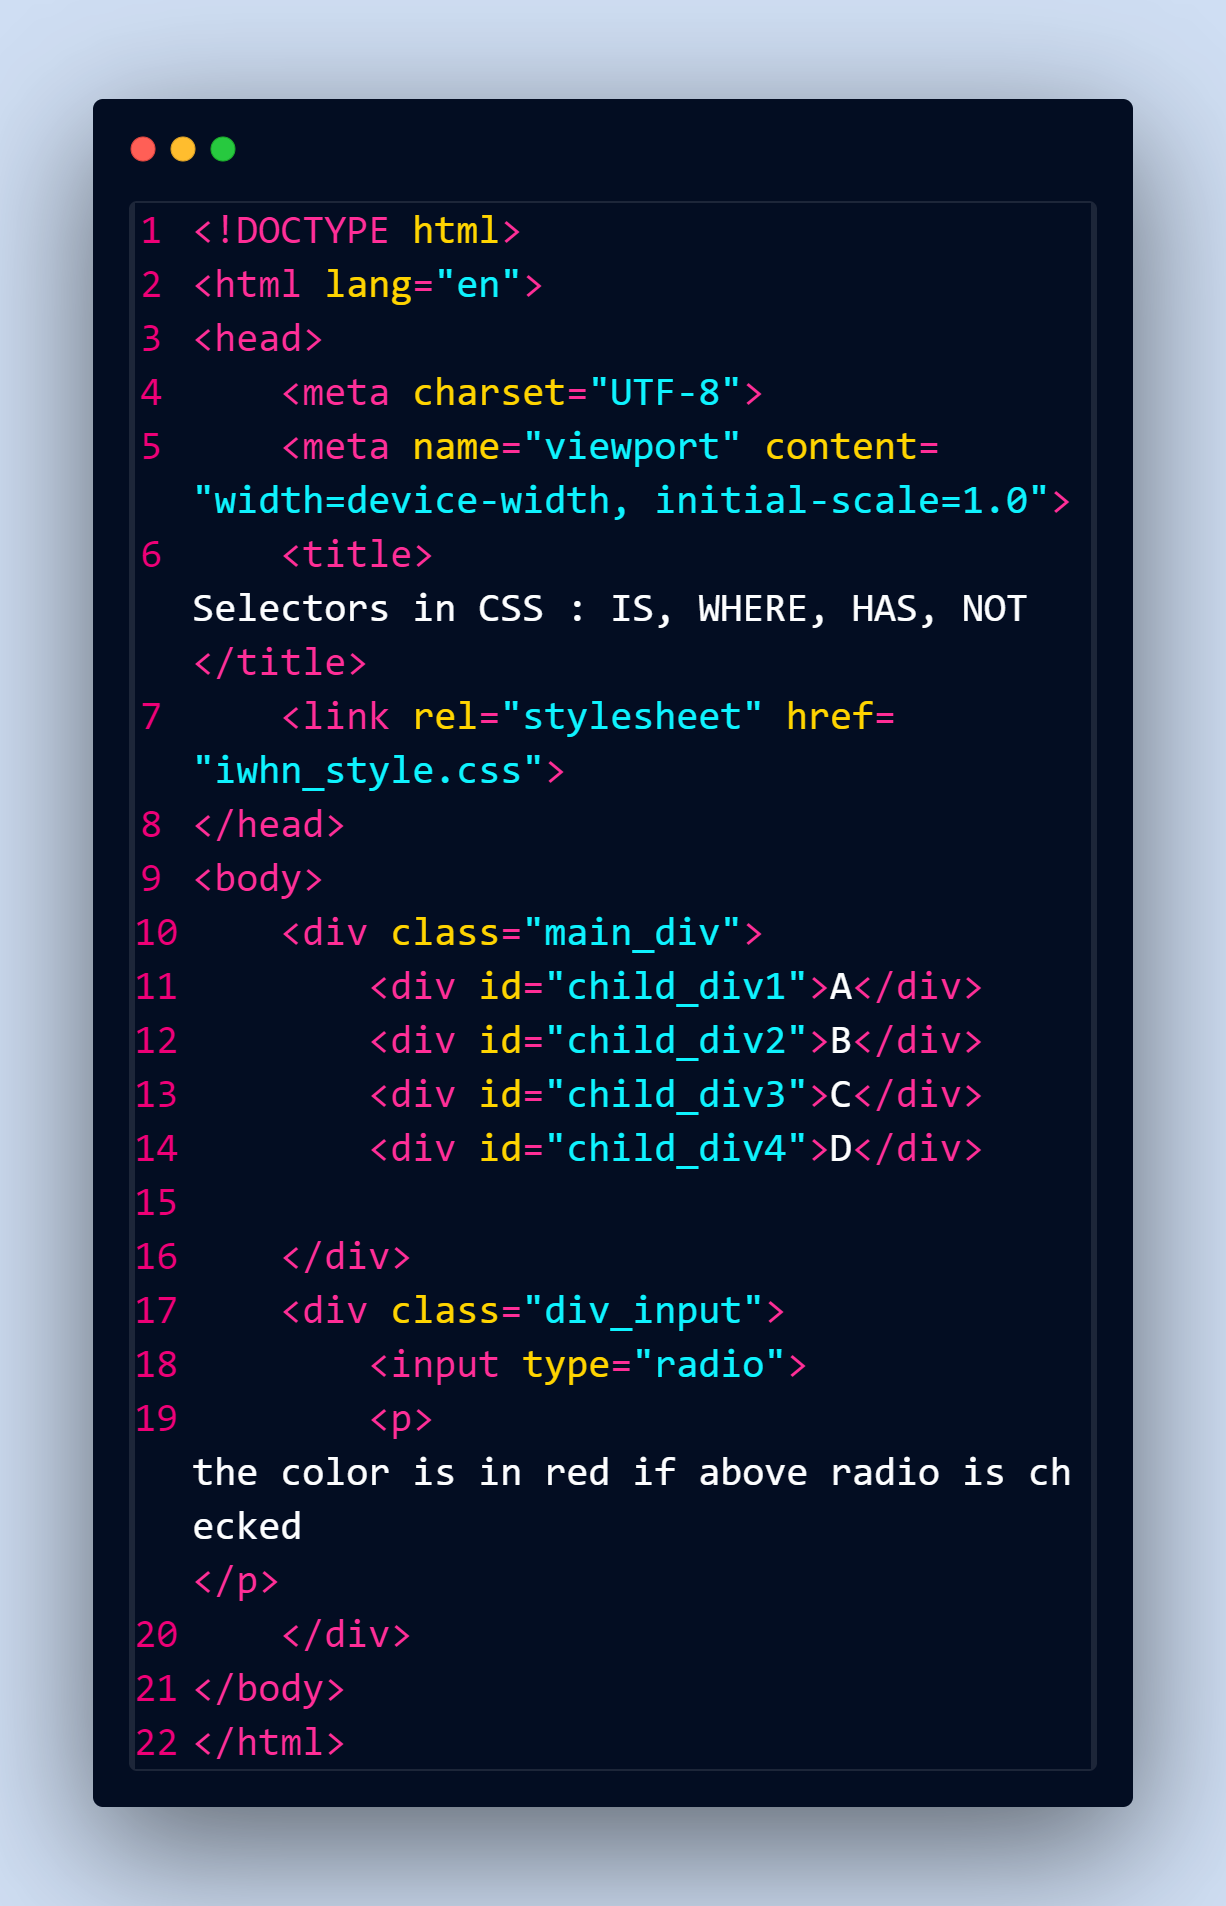 1 <!DOCTYPE html>
2 <html lang="en">
3 <head>
4     <meta charset="UTF-8">
5     <meta name="viewport" content=
"width=device-width, initial-scale=1.0">
6     <title>
Selectors in CSS : IS, WHERE, HAS, NOT
</title>
7     <link rel="stylesheet" href=
"iwhn_style.css">
8 </head>
9 <body>
10     <div class="main_div">
11         <div id="child_div1">A</div>
12         <div id="child_div2">B</div>
13         <div id="child_div3">C</div>
14         <div id="child_div4">D</div>
15
16     </div>
17     <div class="div_input">
18         <input type="radio">
19         <p>
the color is in red if above radio is ch
ecked
</p>
20     </div>
21 </body>
22 </html>